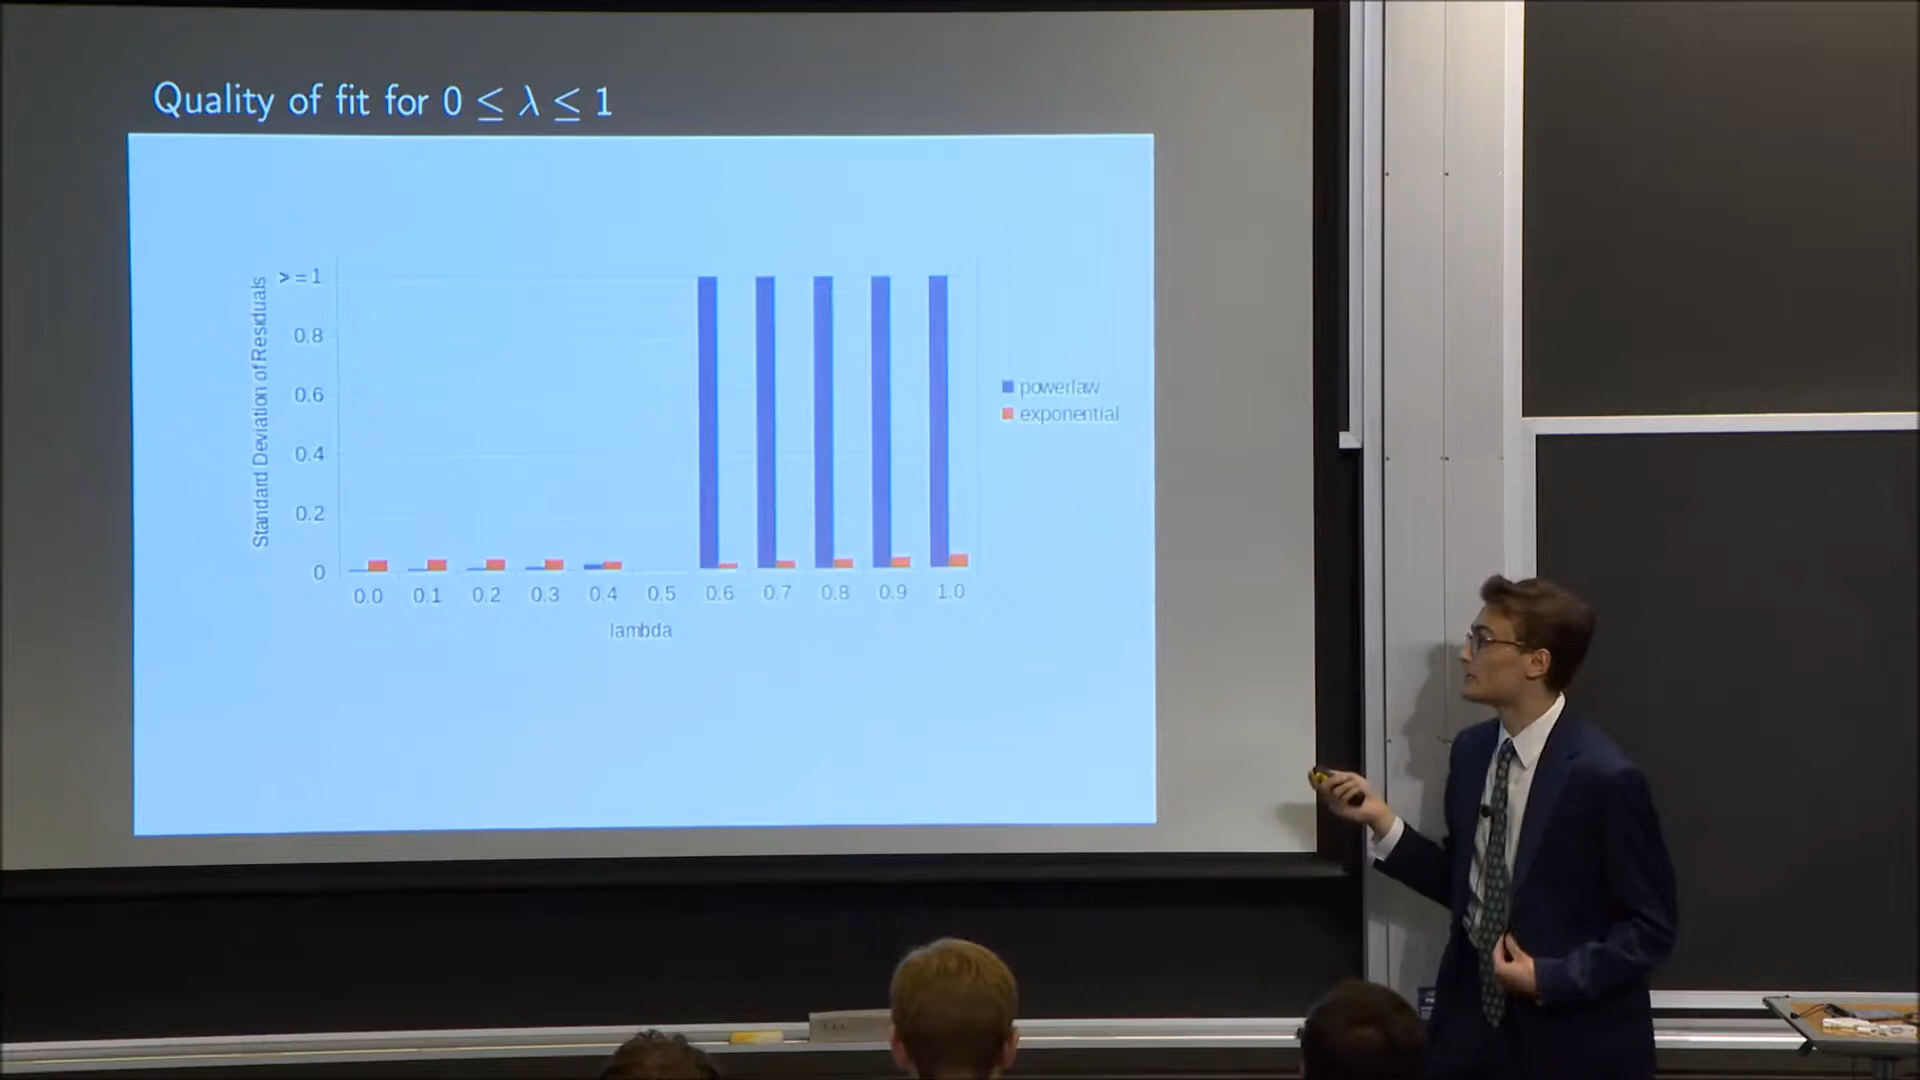 Quality of fit for 0 ≤ λ ≤ 1
Standard Deviation of Residuals
> = 1
0.8
0.6
0.4
0.2
0
0.0 0.1 0.2 0.3 0.4 0.5 0.6 0.7 0.8 0.9 1.0
lambda
powerlaw
exponential